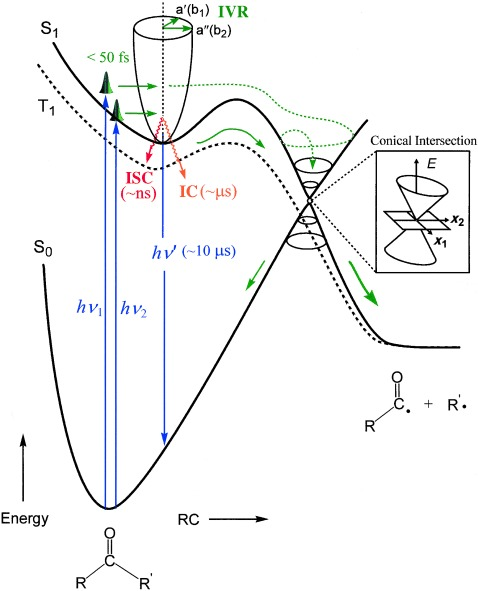 a'(b₁) IVR
a"(b₂)
S₁
< 50 fs
T₁
Conical Intersection
E
x₂
x₁
ISC
(~ns)
IC (~μs)
S₀
hν' (~10 μs)
hν₁
hν₂
O
C
R
+ R'
Energy
RC
O
C
R R'